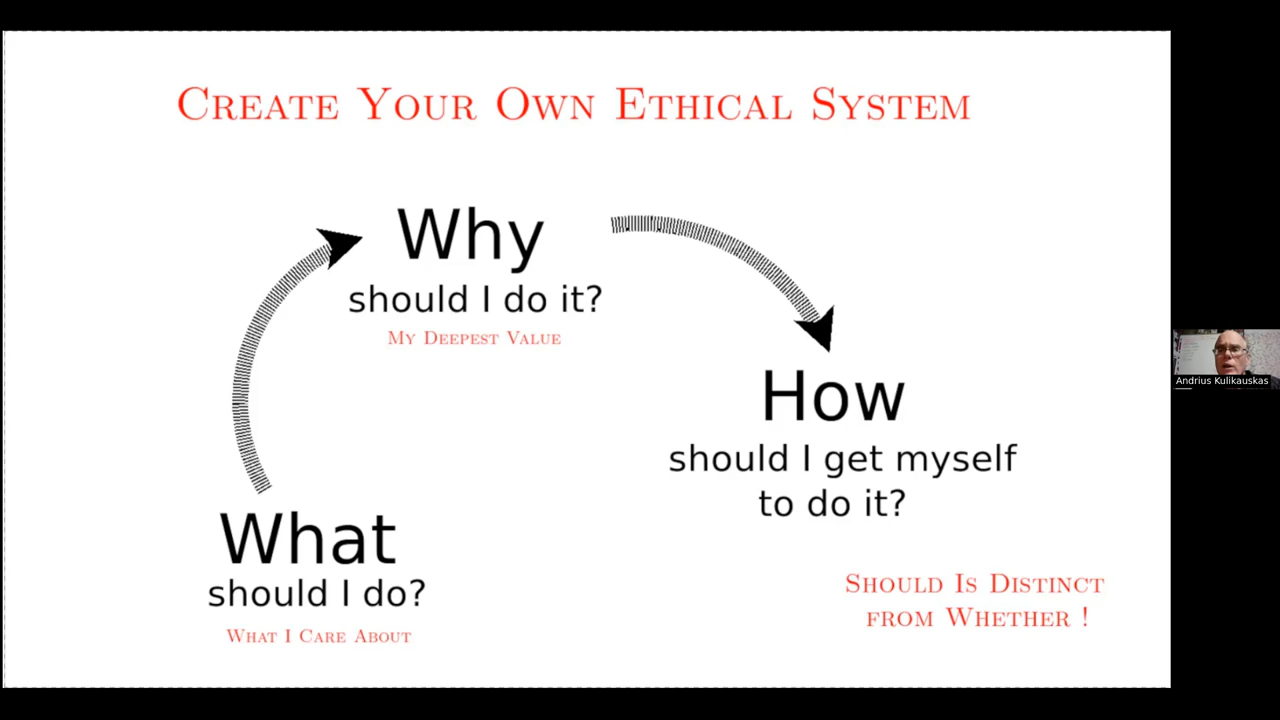 Create Your Own Ethical System
Why
should I do it?
My Deepest Value
How
should I get myself
to do it?
What
should I do?
What I Care About
Should Is Distinct
from Whether !
Andrius Kulikauskas